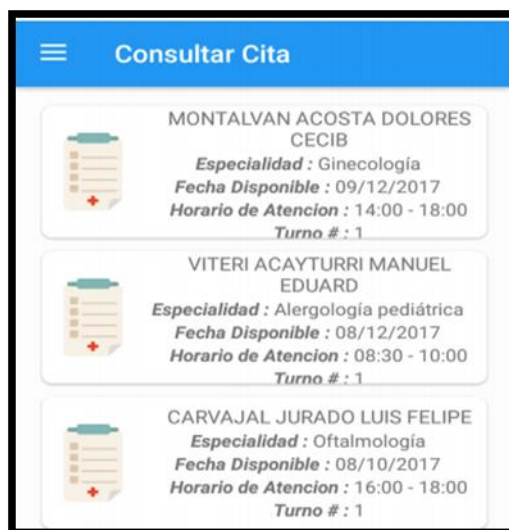 Consultar Cita
MONTALVAN ACOSTA DOLORES
CECIB
Especialidad : Ginecología
Fecha Disponible : 09/12/2017
Horario de Atencion : 14:00 - 18:00
Turno # : 1
VITERI ACAYTURRI MANUEL
EDUARD
Especialidad : Alergología pediátrica
Fecha Disponible : 08/12/2017
Horario de Atencion : 08:30 - 10:00
Turno # : 1
CARVAJAL JURADO LUIS FELIPE
Especialidad : Oftalmología
Fecha Disponible : 08/10/2017
Horario de Atencion : 16:00 - 18:00
Turno # : 1